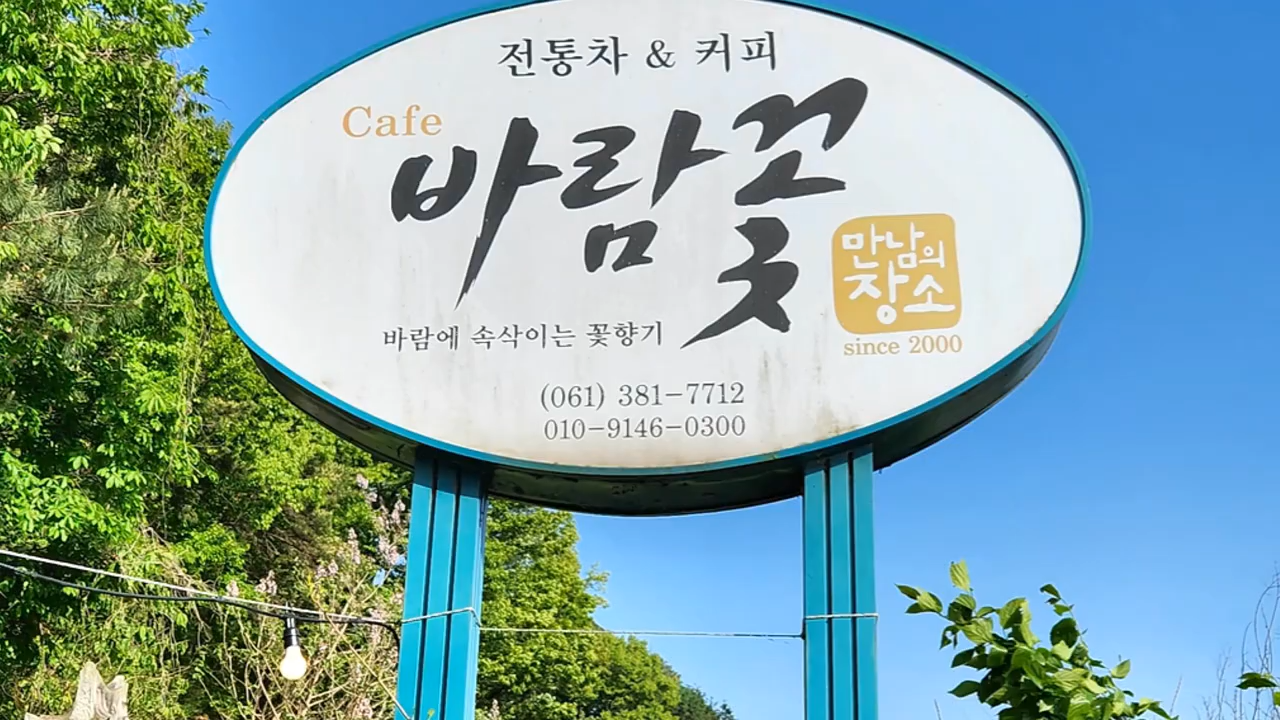 전통차 & 커피
Cafe
바람꽃
만남의
장소
since 2000
바람에 속삭이는 꽃향기
(061) 381-7712
010-9146-0300